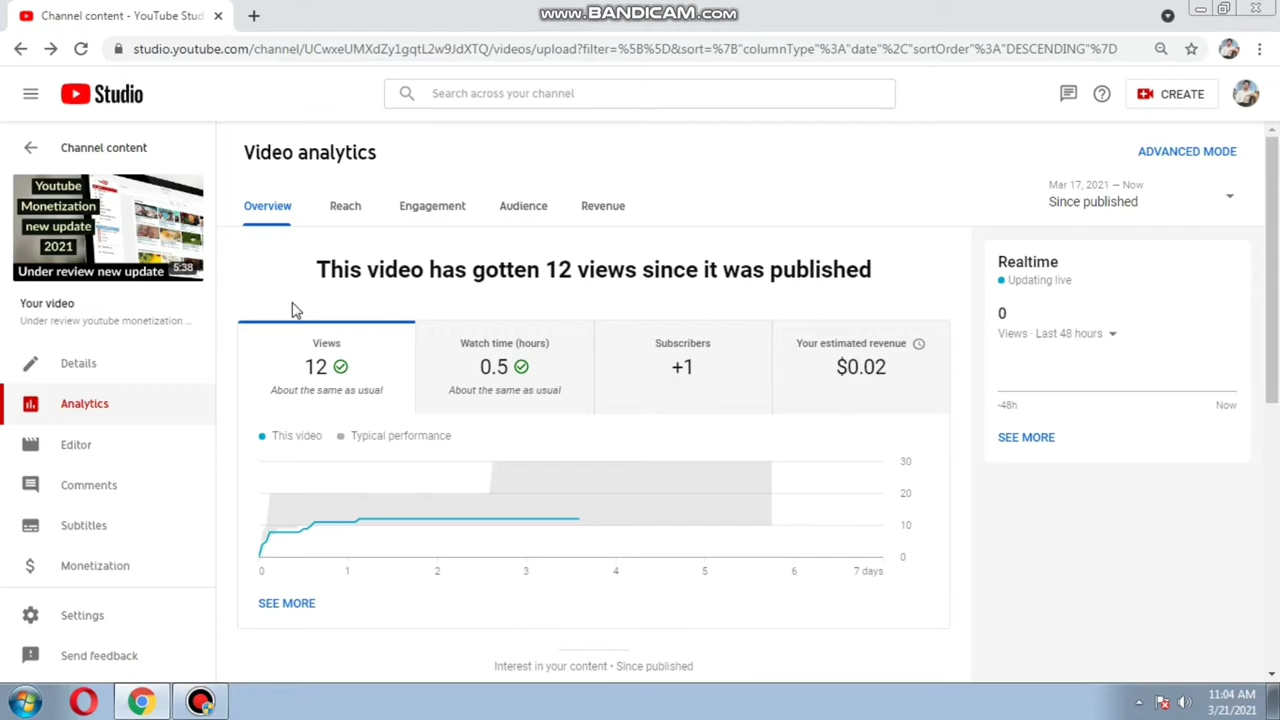 www.BANDICAM.com
Channel content - YouTube Stud
studio.youtube.com/channel/UCwxeUMXdZy1gqtL2w9JdXTQ/videos/upload?filter=%5B%5D&sort=%7B"columnType"%3A"date"%2C"sortOrder"%3A"DESCENDING"%7D
Studio
Search across your channel
CREATE
Channel content
Youtube
Monetization
new update
2021
Under review new update
5:38
Your video
Under review youtube monetization ...
Details
Analytics
Editor
Comments
Subtitles
Monetization
Settings
Send feedback
Video analytics
ADVANCED MODE
Overview
Reach
Engagement
Audience
Revenue
Mar 17, 2021 – Now
Since published
This video has gotten 12 views since it was published
Views
12
About the same as usual
Watch time (hours)
0.5
About the same as usual
Subscribers
+1
Your estimated revenue
$0.02
This video
Typical performance
30
20
10
0
0 1 2 3 4 5 6 7 days
SEE MORE
Interest in your content • Since published
Realtime
Updating live
0
Views · Last 48 hours
-48h
Now
SEE MORE
11:04 AM
3/21/2021